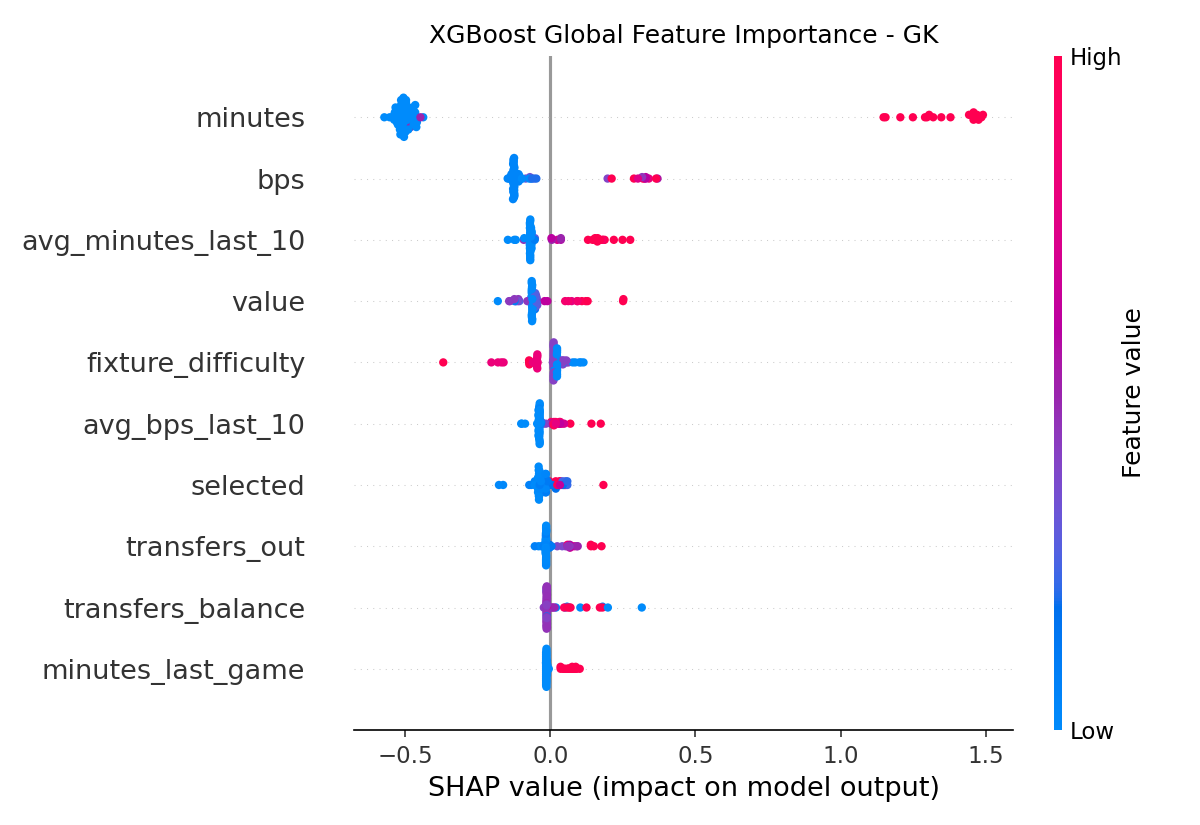 XGBoost Global Feature Importance - GK
High
minutes
bps
avg_minutes_last_10
value
fixture_difficulty
avg_bps_last_10
selected
transfers_out
transfers_balance
minutes_last_game
Feature value
Low
−0.5 0.0 0.5 1.0 1.5
SHAP value (impact on model output)